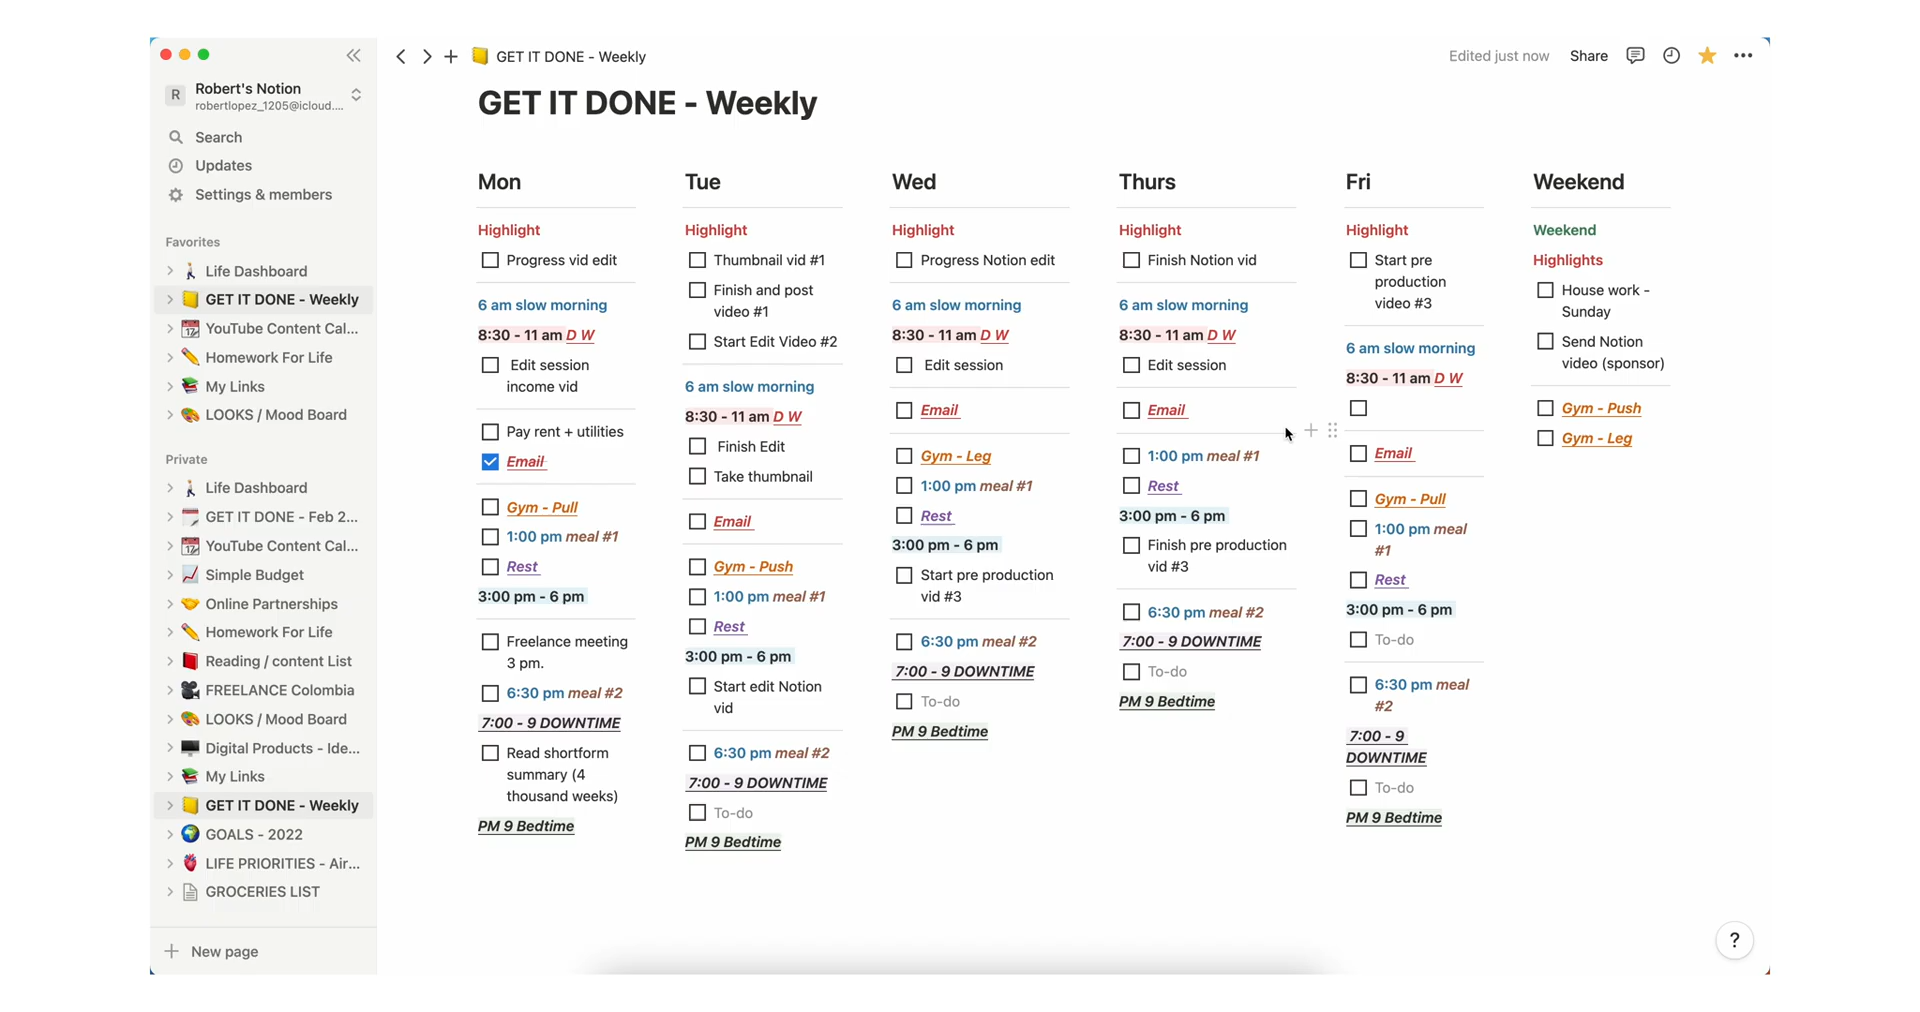 GET IT DONE - Weekly
Edited just now
Share
R
Robert's Notion
robertlopez_1205@icloud....
Search
Updates
Settings & members
Favorites
Life Dashboard
GET IT DONE - Weekly
YouTube Content Cal...
Homework For Life
My Links
LOOKS / Mood Board
Private
Life Dashboard
GET IT DONE - Feb 2...
YouTube Content Cal...
Simple Budget
Online Partnerships
Homework For Life
Reading / content List
FREELANCE Colombia
LOOKS / Mood Board
Digital Products - Ide...
My Links
GET IT DONE - Weekly
GOALS - 2022
LIFE PRIORITIES - Air...
GROCERIES LIST
New page
GET IT DONE - Weekly
Mon
Highlight
Progress vid edit
6 am slow morning
8:30 - 11 am D W
Edit session
income vid
Pay rent + utilities
Email
Gym - Pull
1:00 pm meal #1
Rest
3:00 pm - 6 pm
Freelance meeting
3 pm.
6:30 pm meal #2
7:00 - 9 DOWNTIME
Read shortform
summary (4
thousand weeks)
PM 9 Bedtime
Tue
Highlight
Thumbnail vid #1
Finish and post
video #1
Start Edit Video #2
6 am slow morning
8:30 - 11 am D W
Finish Edit
Take thumbnail
Email
Gym - Push
1:00 pm meal #1
Rest
3:00 pm - 6 pm
Start edit Notion
vid
6:30 pm meal #2
7:00 - 9 DOWNTIME
To-do
PM 9 Bedtime
Wed
Highlight
Progress Notion edit
6 am slow morning
8:30 - 11 am D W
Edit session
Email
Gym - Leg
1:00 pm meal #1
Rest
3:00 pm - 6 pm
Start pre production
vid #3
6:30 pm meal #2
7:00 - 9 DOWNTIME
To-do
PM 9 Bedtime
Thurs
Highlight
Finish Notion vid
6 am slow morning
8:30 - 11 am D W
Edit session
Email
1:00 pm meal #1
Rest
3:00 pm - 6 pm
Finish pre production
vid #3
6:30 pm meal #2
7:00 - 9 DOWNTIME
To-do
PM 9 Bedtime
Fri
Highlight
Start pre
production
video #3
6 am slow morning
8:30 - 11 am D W
Email
Gym - Pull
1:00 pm meal
#1
Rest
3:00 pm - 6 pm
To-do
6:30 pm meal
#2
7:00 - 9
DOWNTIME
To-do
PM 9 Bedtime
Weekend
Weekend
Highlights
House work -
Sunday
Send Notion
video (sponsor)
Gym - Push
Gym - Leg
?